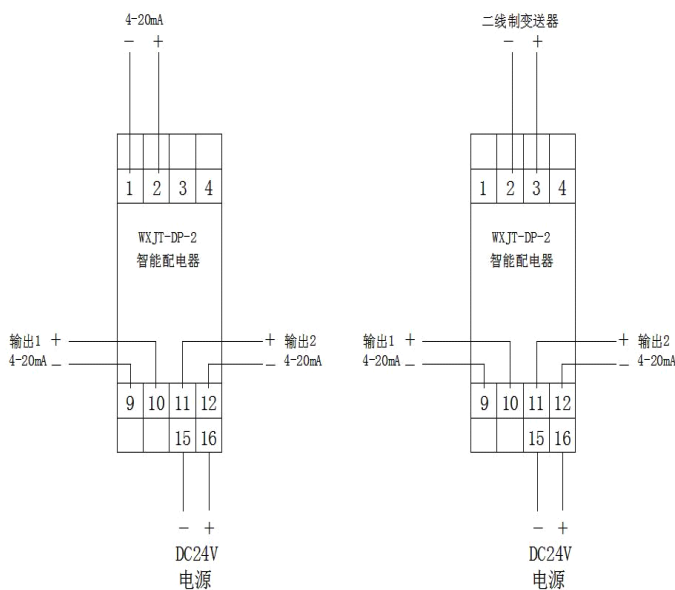 4-20mA
− +
1 2 3 4
WXJT-DP-2
智能配电器
输出1 +
4-20mA −
+ 输出2
− 4-20mA
9 10 11 12
15 16
− +
DC24V
电源
二线制变送器
− +
1 2 3 4
WXJT-DP-2
智能配电器
输出1 +
4-20mA −
+ 输出2
− 4-20mA
9 10 11 12
15 16
− +
DC24V
电源